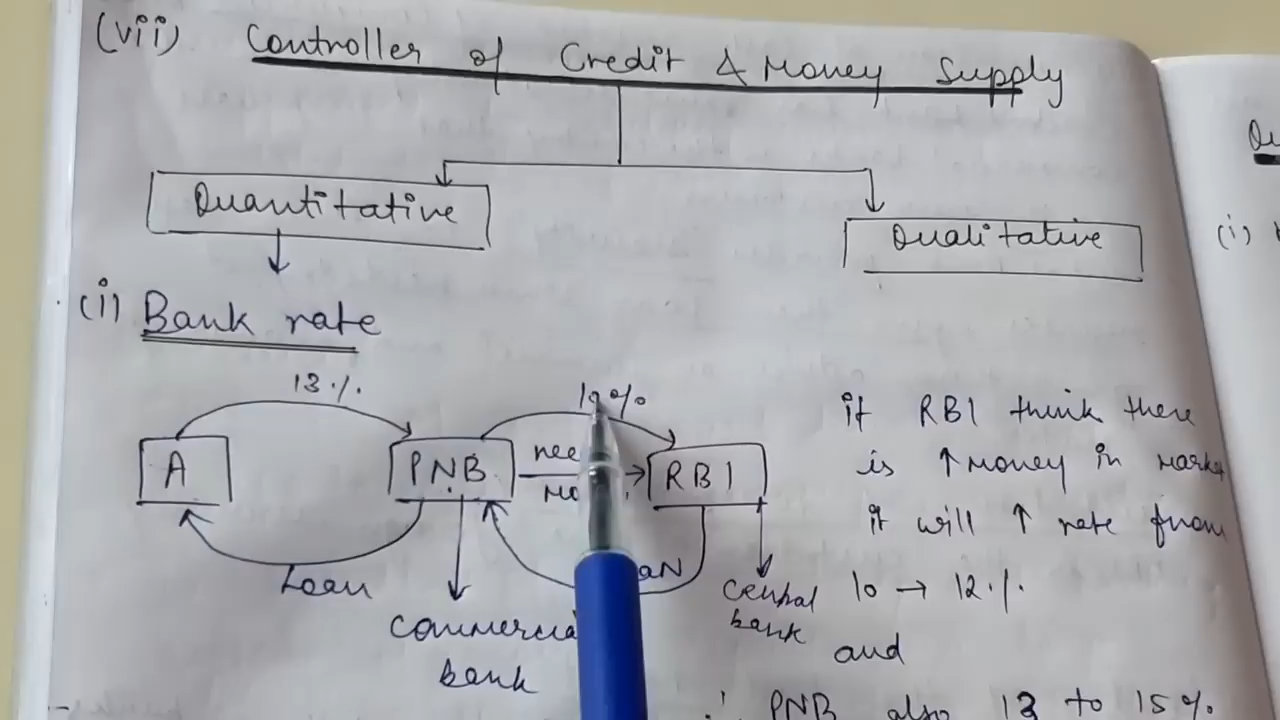 (vii) Controller of Credit & Money Supply
Quantitative
Qualitative
(i) Bank rate
13 %
10%
A
PNB
RBI
Loan
commercial
bank
central
bank
if RBI think there
is ↑ Money in
it will ↑ rate from
10 → 12 %
and
∴ PNB also 13 to 15%
(i)